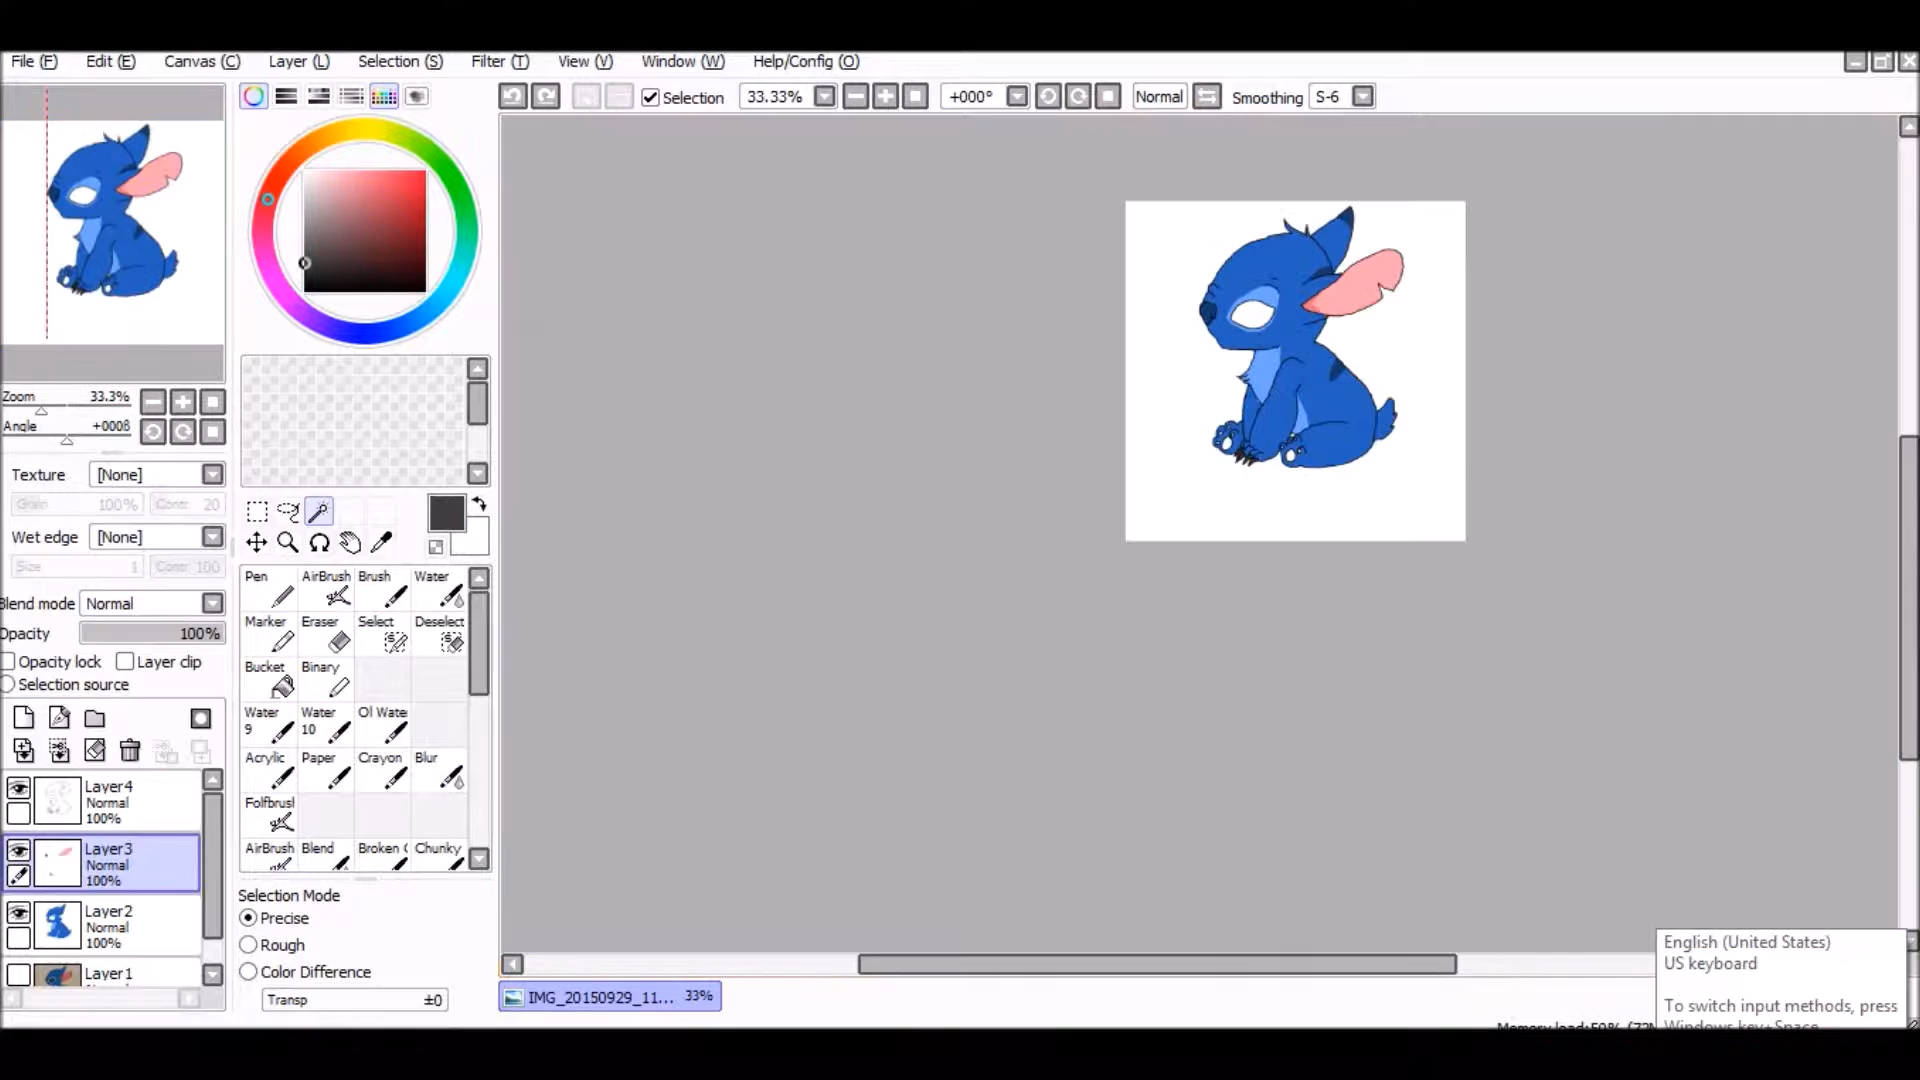 File (F) Edit (E) Canvas (C) Layer (L) Selection (S) Filter (T) View (V) Window (W) Help/Config (O)
Selection 33.33% +000° Normal Smoothing S-6
Zoom 33.3%
Angle +000ß
Texture [None]
Grain 100% Contr. 20
Wet edge [None]
Size 1 Contr. 100
Blend mode Normal
Opacity 100%
Opacity lock Layer clip
Selection source
Layer4
Normal
100%
Layer3
Normal
100%
Layer2
Normal
100%
Layer1
Pen AirBrush Brush Water
Marker Eraser Select Deselect
Bucket Binary
Water 9 Water 10 Ol Wate
Acrylic Paper Crayon Blur
Folfbrusl
AirBrush Blend Broken ( Chunky
Selection Mode
Precise
Rough
Color Difference
Transp ±0
IMG_20150929_11... 33%
English (United States)
US keyboard
To switch input methods, press
Windows key+Space